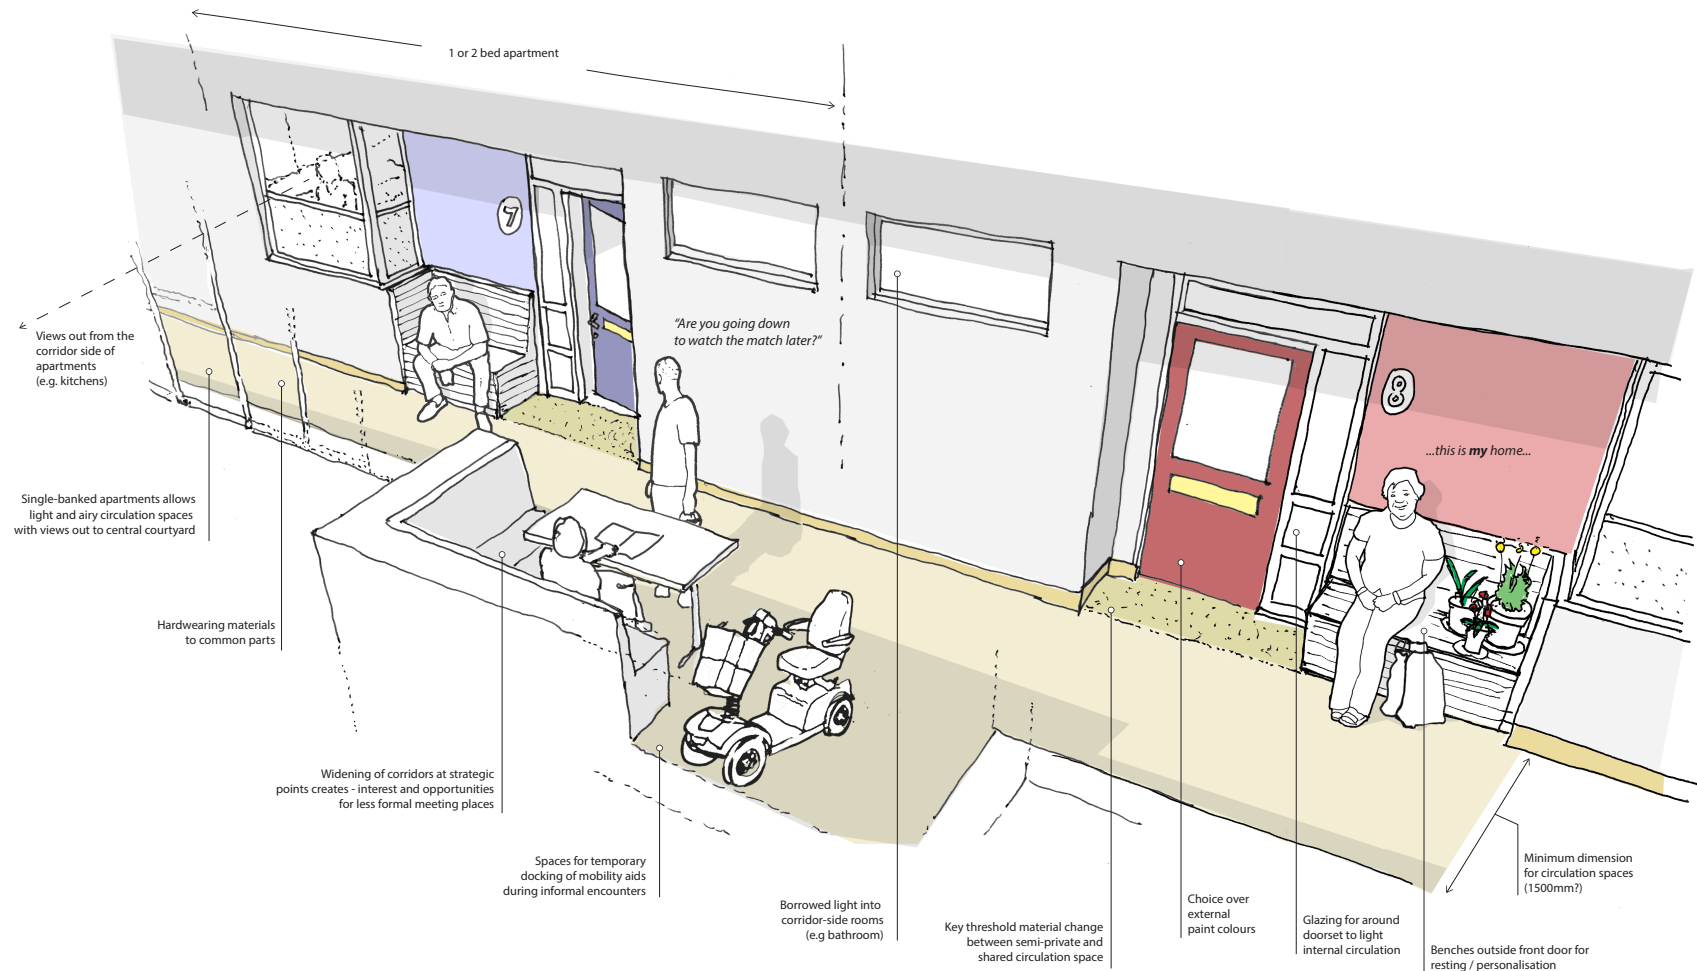 1 or 2 bed apartment
7
"Are you going down
to watch the match later?"
8
...this is my home...
Views out from the
corridor side of
apartments
(e.g. kitchens)
Single-banked apartments allows
light and airy circulation spaces
with views out to central courtyard
Hardwearing materials
to common parts
Widening of corridors at strategic
points creates - interest and opportunities
for less formal meeting places
Spaces for temporary
docking of mobility aids
during informal encounters
Borrowed light into
corridor-side rooms
(e.g bathroom)
Key threshold material change
between semi-private and
shared circulation space
Choice over
external
paint colours
Glazing for around
doorset to light
internal circulation
Benches outside front door for
resting / personalisation
Minimum dimension
for circulation spaces
(1500mm?)